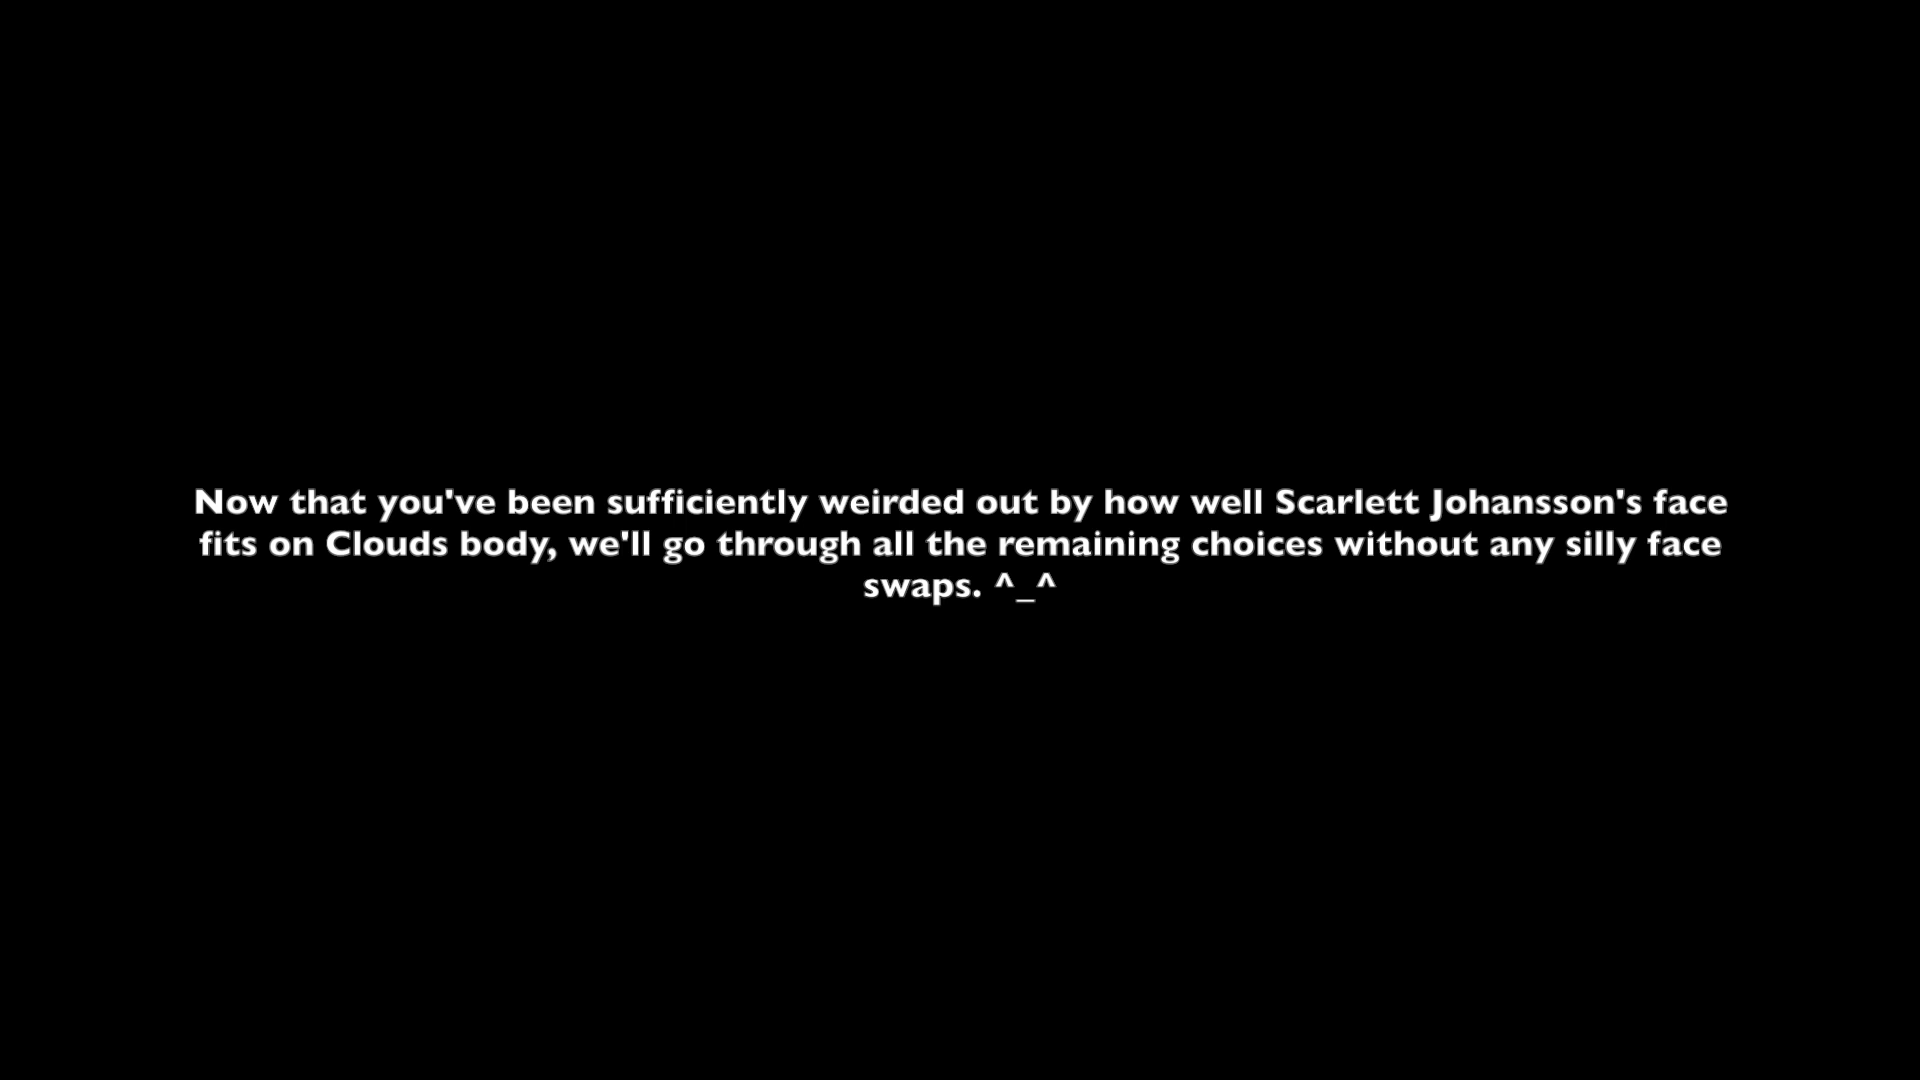 Now that you've been sufficiently weirded out by how well Scarlett Johansson's face
fits on Clouds body, we'll go through all the remaining choices without any silly face
swaps. ^_^